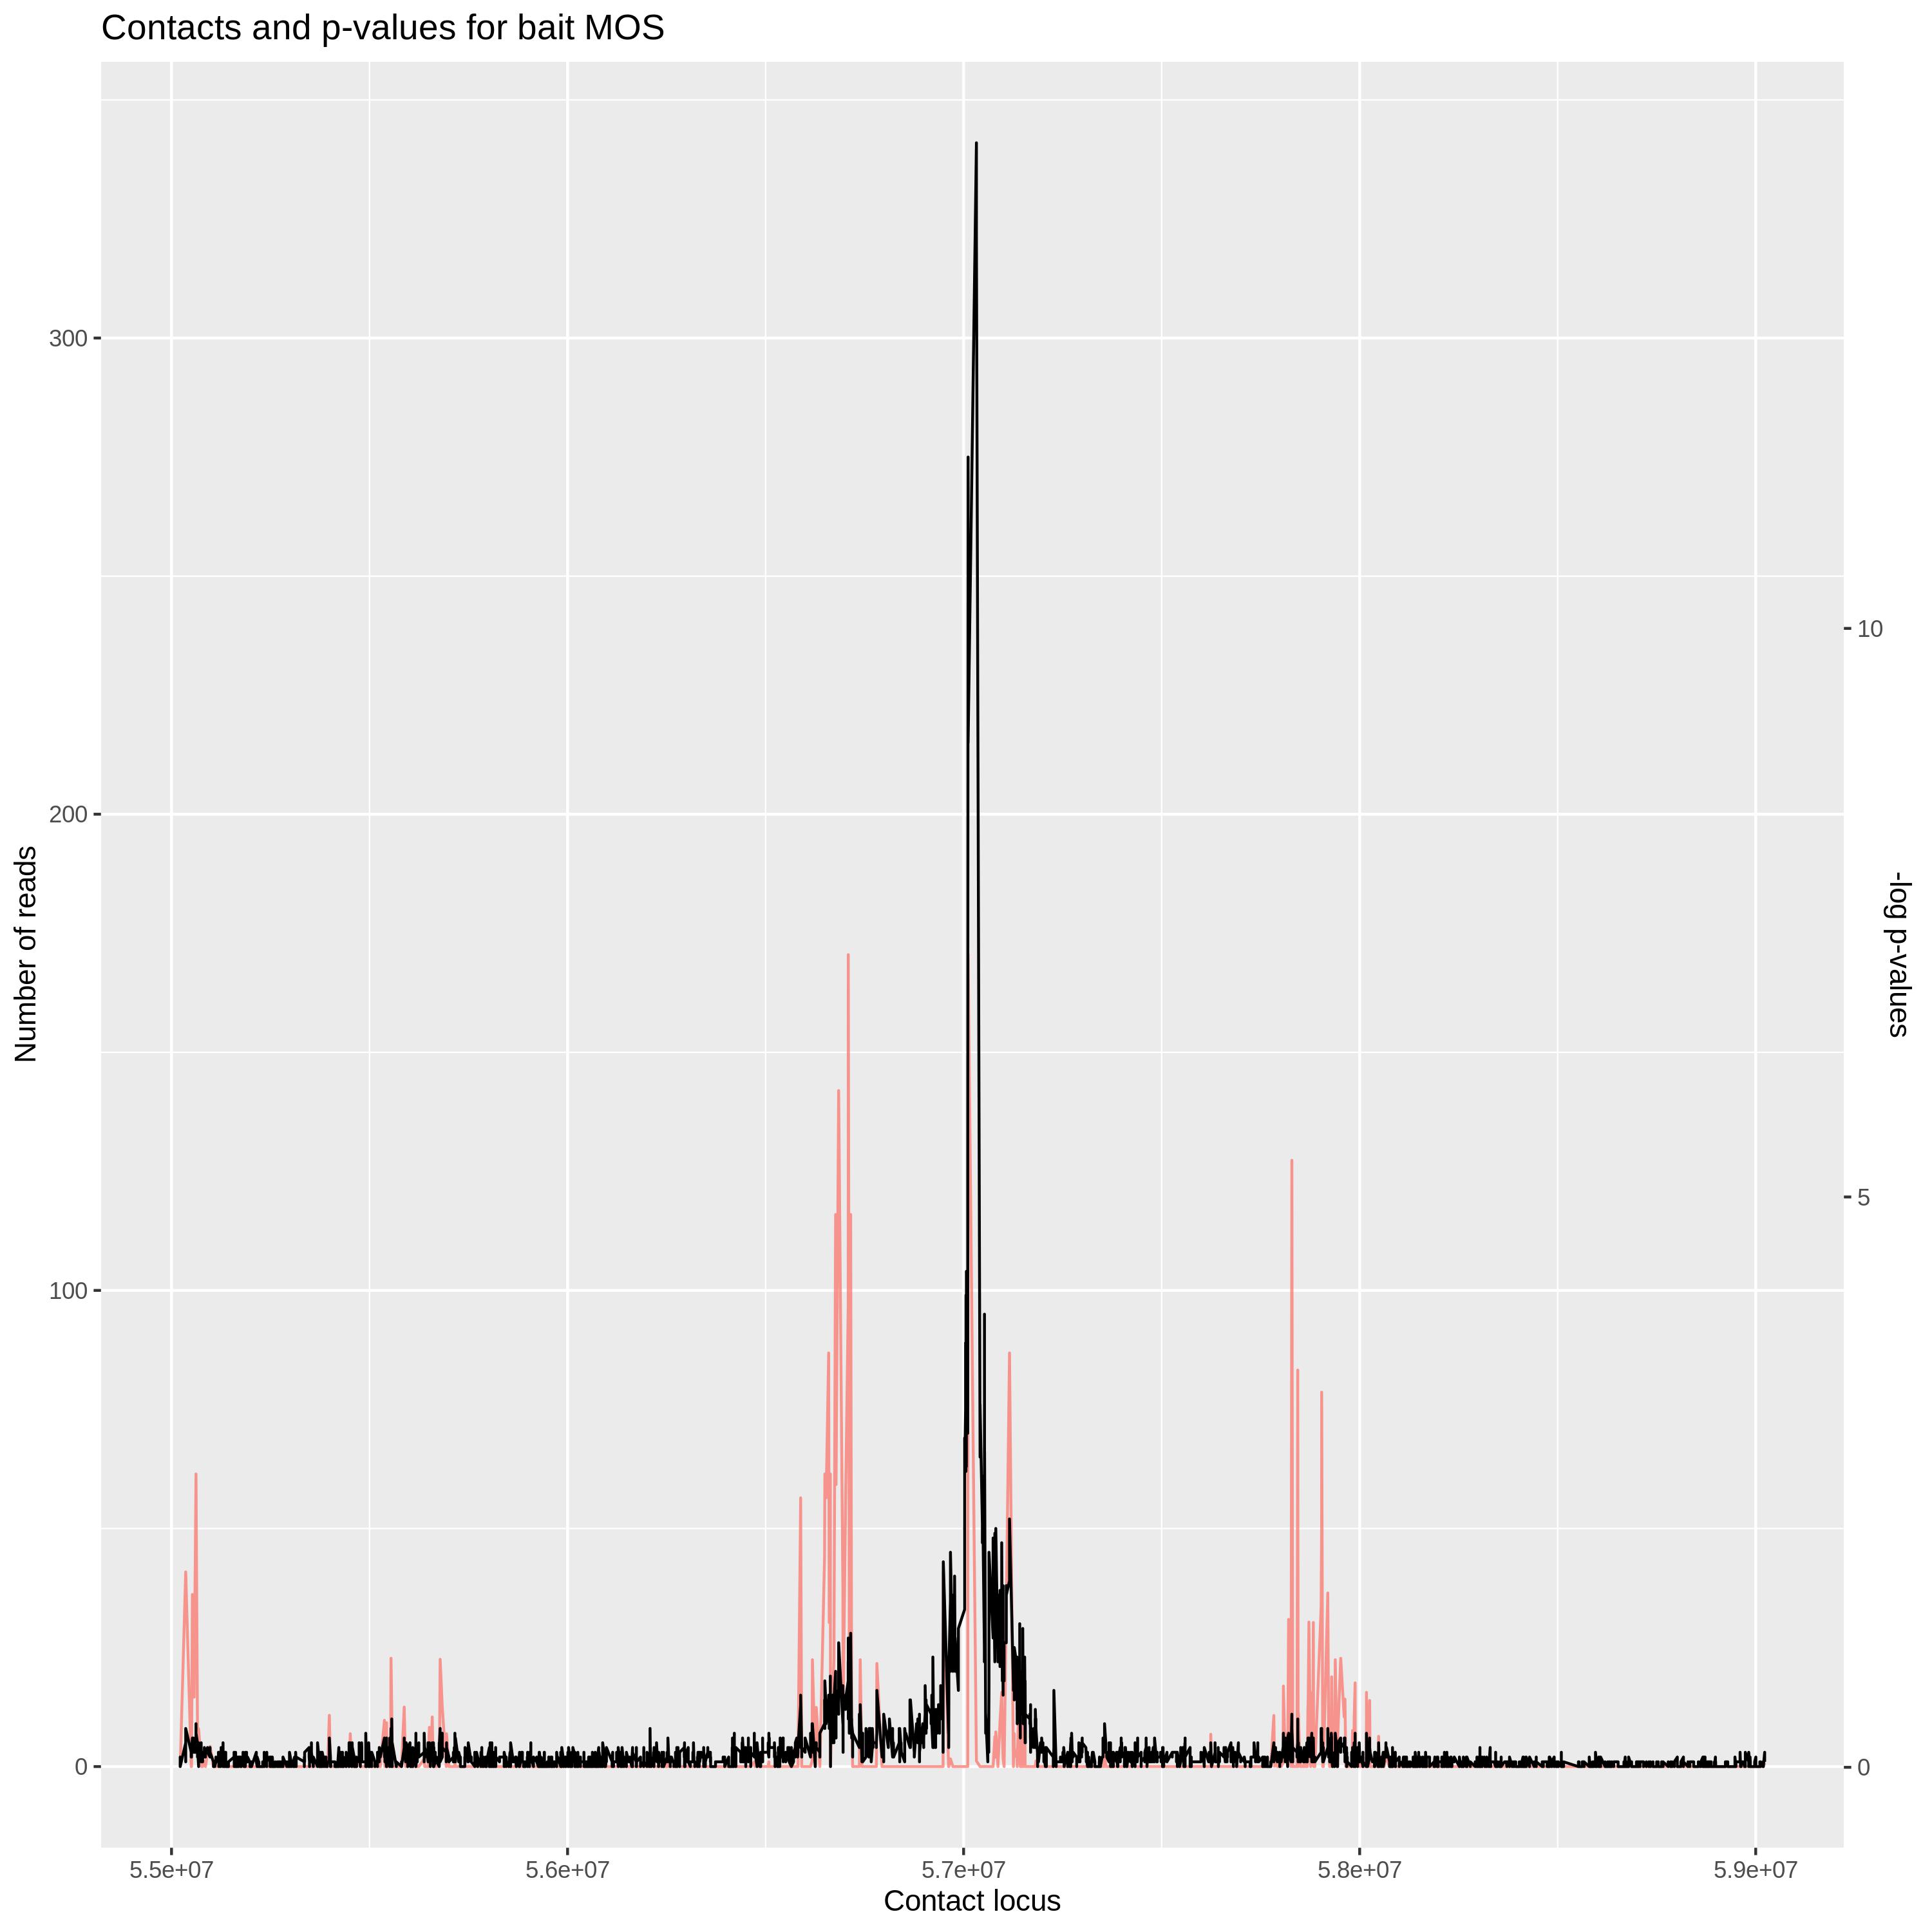 Contacts and p-values for bait MOS
Number of reads
300
200
100
0
10
5
0
-log p-values
5.5e+07
5.6e+07
5.7e+07
5.8e+07
5.9e+07
Contact locus